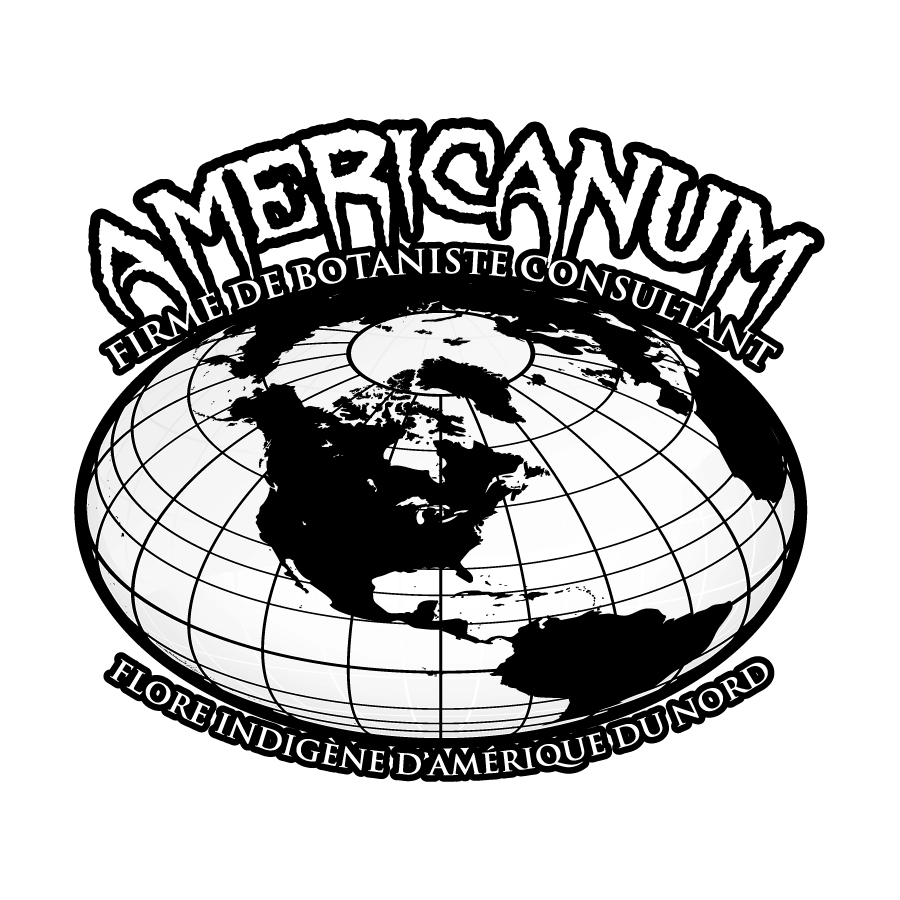 AMERICANUM
FIRME DE BOTANISTE CONSULTANT
FLORE INDIGÈNE D'AMÉRIQUE DU NORD